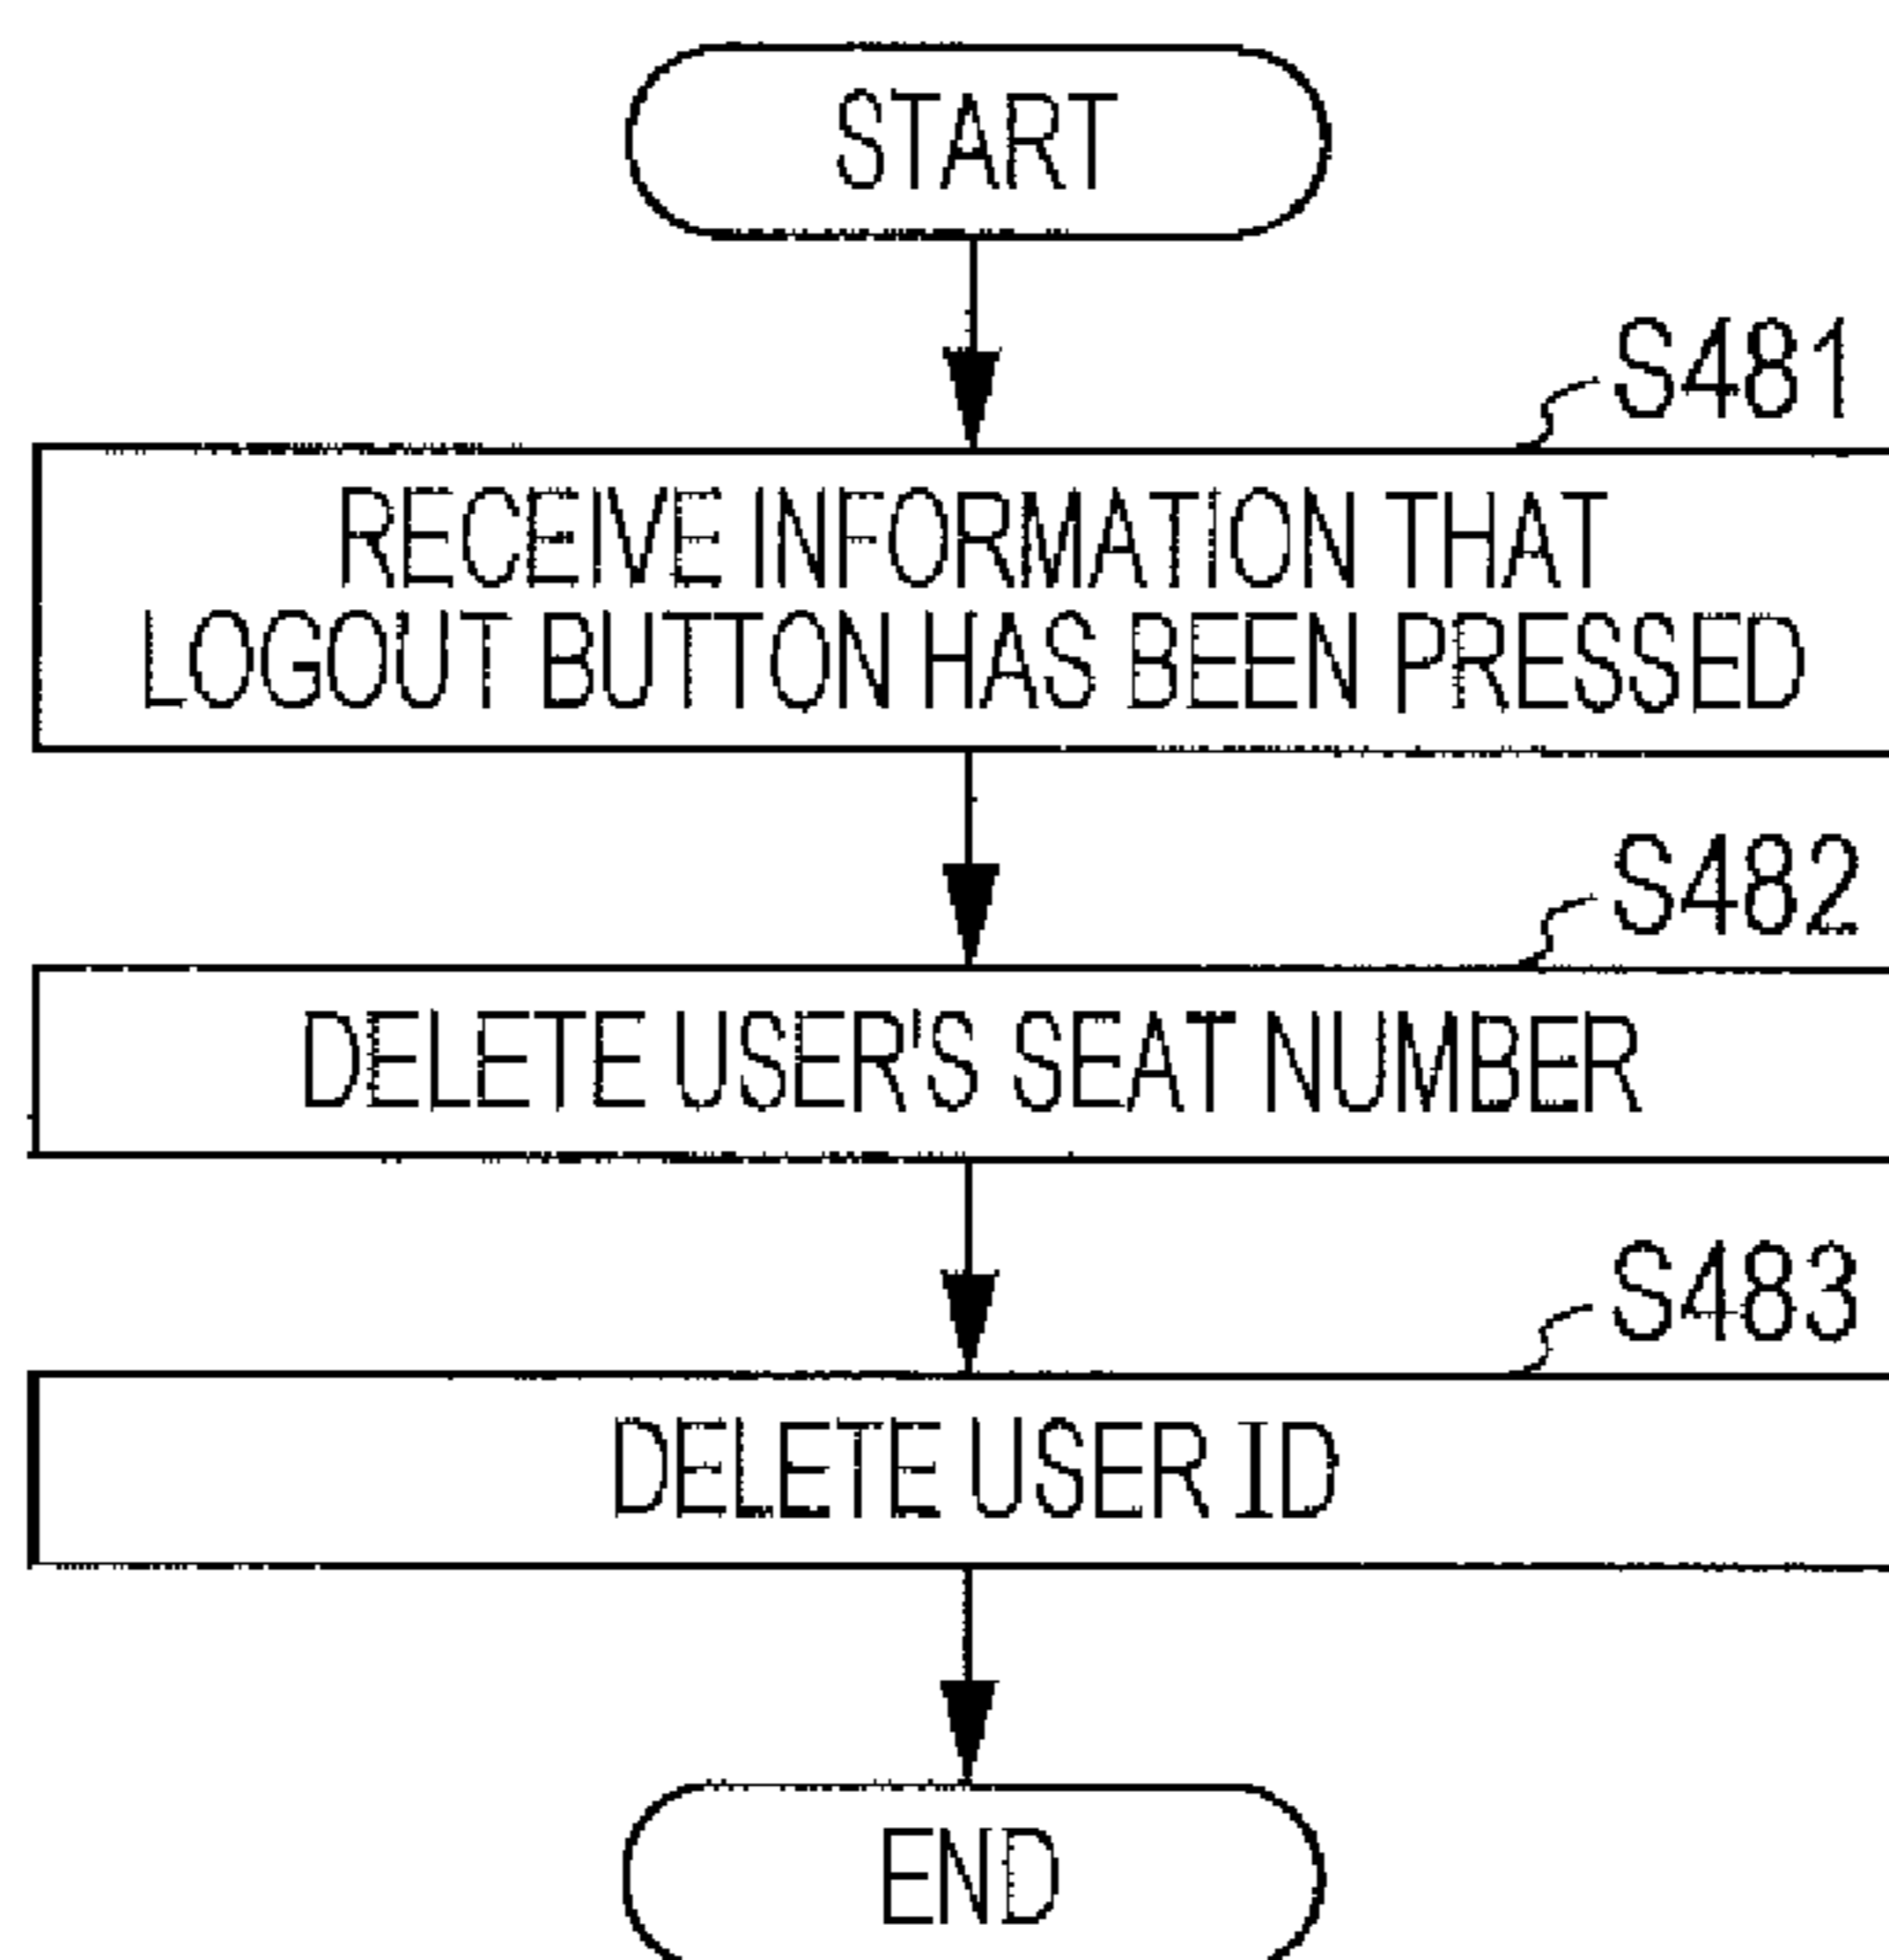 START
S481
RECEIVE INFORMATION THAT
LOGOUT BUTTON HAS BEEN PRESSED
S482
DELETE USER'S SEAT NUMBER
S483
DELETE USER ID
END